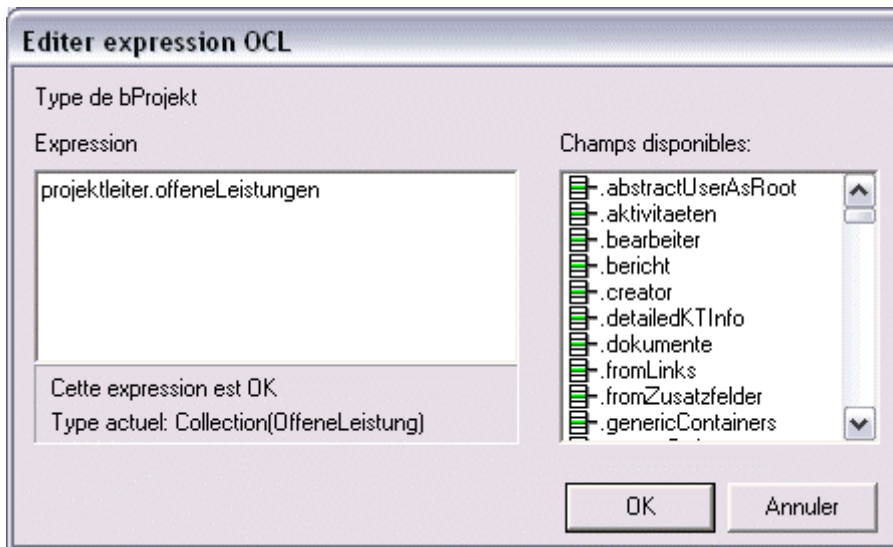 Editer expression OCL
Type de bProjekt
Expression
projektleiter.offeneLeistungen
Cette expression est OK
Type actuel: Collection(OffeneLeistung)
Champs disponibles:
.abstractUserAsRoot
.aktivitaeten
.bearbeiter
.bericht
.creator
.detailedKTInfo
.dokumente
.fromLinks
.fromZusatzfelder
.genericContainers
OK
Annuler